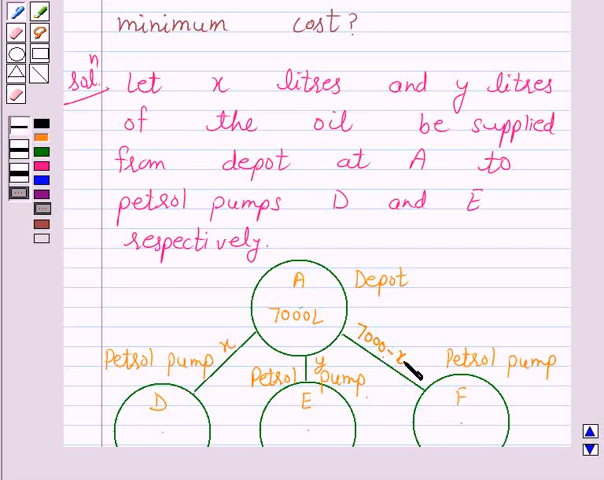 minimum cost?
solⁿ. Let x litres and y litres
of the oil be supplied
from depot at A to
petrol pumps D and E
respectively.
A Depot
7000L
Petrol pump x y 7000-x Petrol pump
Petrol pump.
D E F